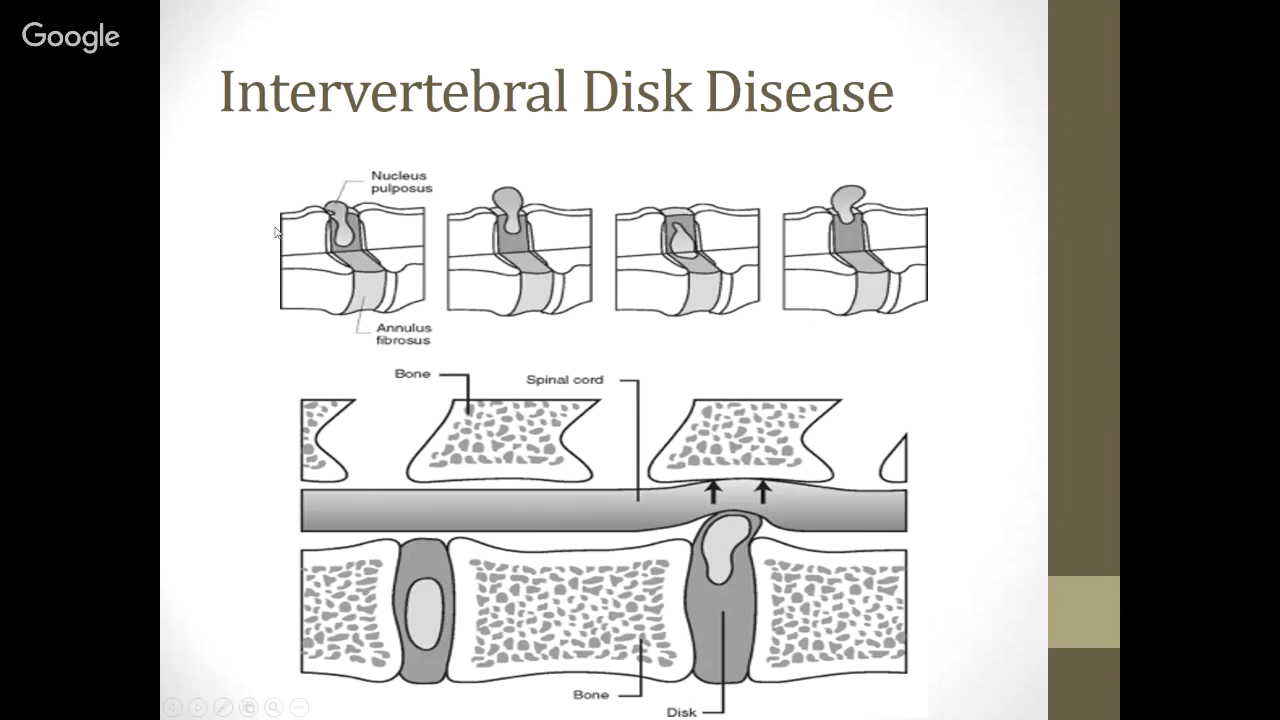 Google
Intervertebral Disk Disease
Nucleus
pulposus
Annulus
fibrosus
Bone
Spinal cord
Bone
Disk